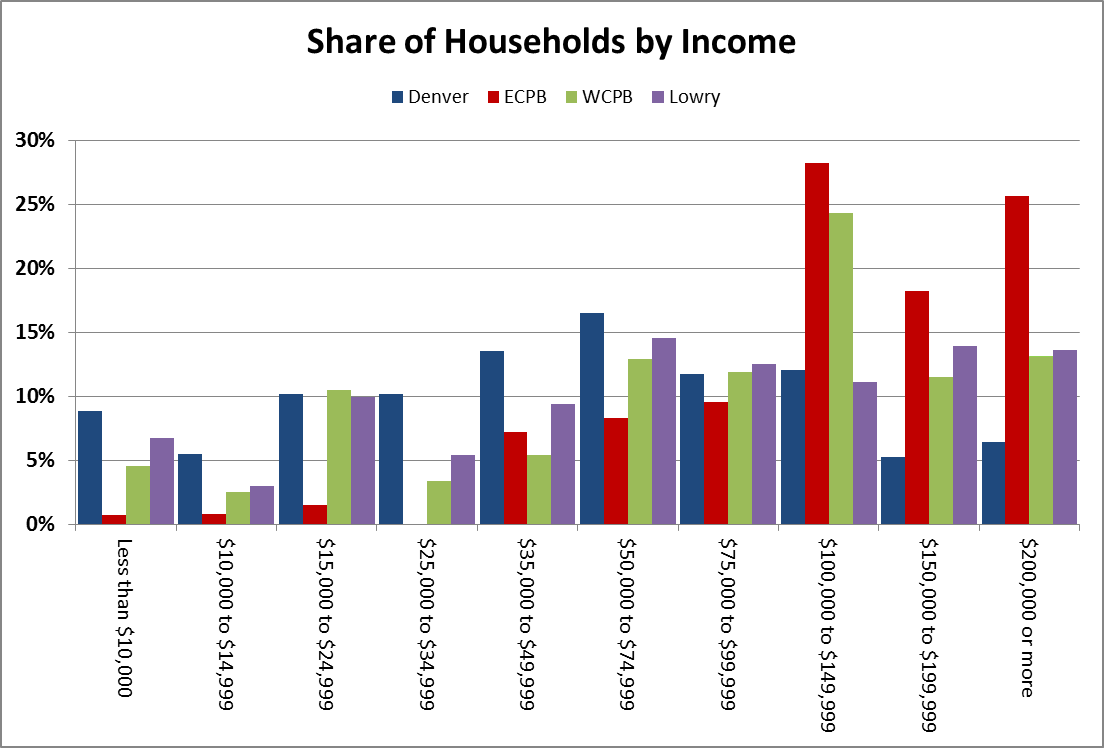 Share of Households by Income
Denver ECPB WCPB Lowry
30%
25%
20%
15%
10%
5%
0%
Less than $10,000
$10,000 to $14,999
$15,000 to $24,999
$25,000 to $34,999
$35,000 to $49,999
$50,000 to $74,999
$75,000 to $99,999
$100,000 to $149,999
$150,000 to $199,999
$200,000 or more